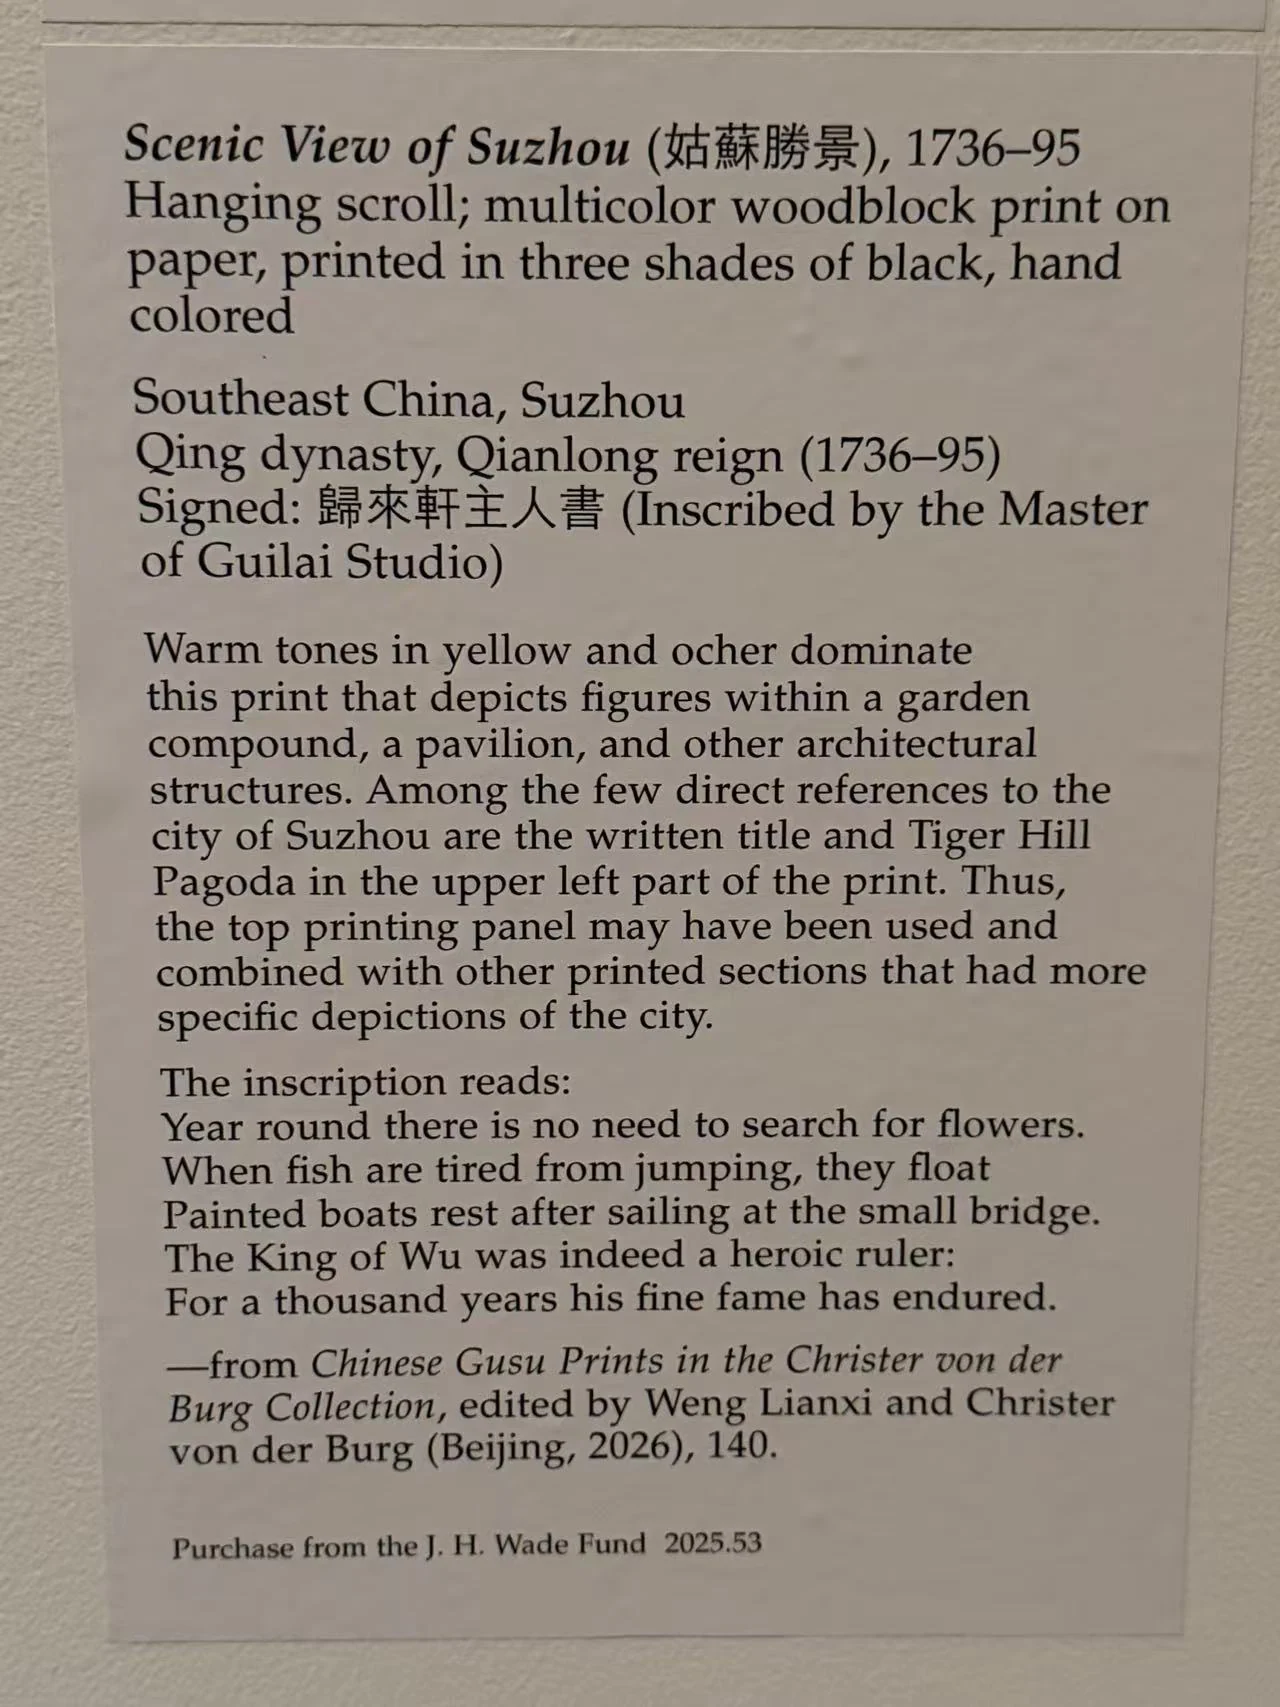 Scenic View of Suzhou (姑蘇勝景), 1736–95
Hanging scroll; multicolor woodblock print on
paper, printed in three shades of black, hand
colored
Southeast China, Suzhou
Qing dynasty, Qianlong reign (1736–95)
Signed: 歸來軒主人書 (Inscribed by the Master
of Guilai Studio)
Warm tones in yellow and ocher dominate
this print that depicts figures within a garden
compound, a pavilion, and other architectural
structures. Among the few direct references to the
city of Suzhou are the written title and Tiger Hill
Pagoda in the upper left part of the print. Thus,
the top printing panel may have been used and
combined with other printed sections that had more
specific depictions of the city.
The inscription reads:
Year round there is no need to search for flowers.
When fish are tired from jumping, they float
Painted boats rest after sailing at the small bridge.
The King of Wu was indeed a heroic ruler:
For a thousand years his fine fame has endured.
—from Chinese Gusu Prints in the Christer von der
Burg Collection, edited by Weng Lianxi and Christer
von der Burg (Beijing, 2026), 140.
Purchase from the J. H. Wade Fund 2025.53